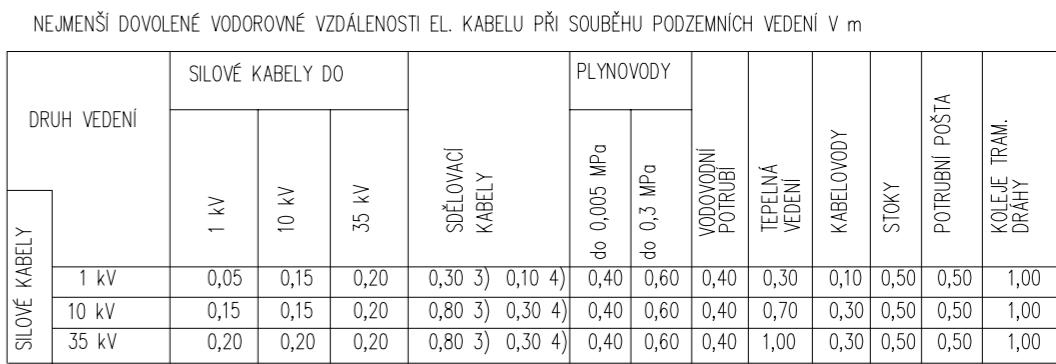 NEJMENŠÍ DOVOLENÉ VODOROVNÉ VZDÁLENOSTI EL. KABELU PŘI SOUBĚHU PODZEMNÍCH VEDENÍ V m
DRUH VEDENÍ
SILOVÉ KABELY DO
1 kV
10 kV
35 kV
SDĚLOVACÍ
KABELY
PLYNOVODY
do 0,005 MPa
do 0,3 MPa
VODOVODNÍ
POTRUBÍ
TEPELNÁ
VEDENÍ
KABELOVODY
STOKY
POTRUBNÍ POŠTA
KOLEJE TRAM.
DRÁHY
SILOVÉ KABELY
1 kV 0,05 0,15 0,20 0,30 3) 0,10 4) 0,40 0,60 0,40 0,30 0,10 0,50 0,50 1,00
10 kV 0,15 0,15 0,20 0,80 3) 0,30 4) 0,40 0,60 0,40 0,70 0,30 0,50 0,50 1,00
35 kV 0,20 0,20 0,20 0,80 3) 0,30 4) 0,40 0,60 0,40 1,00 0,30 0,50 0,50 1,00